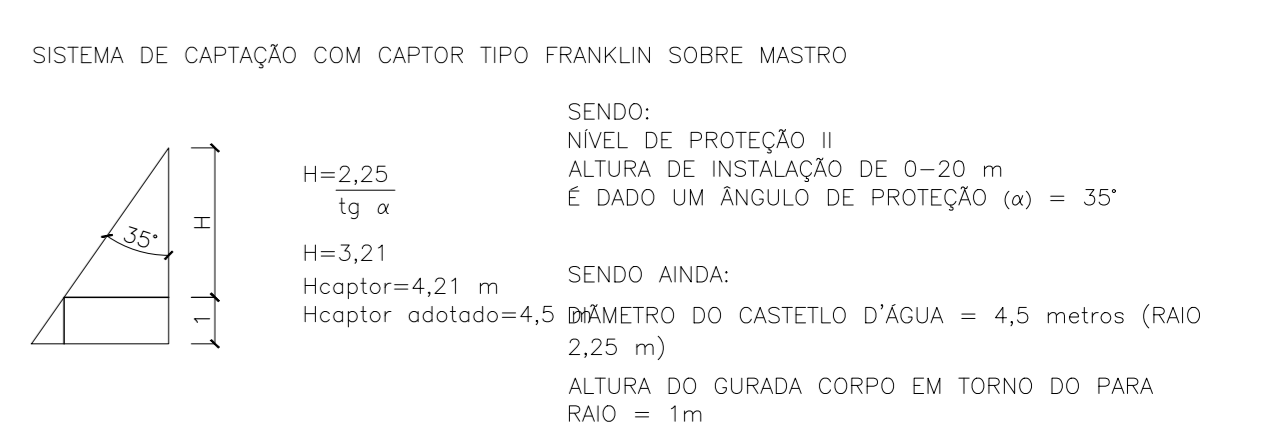 SISTEMA DE CAPTAÇÃO COM CAPTOR TIPO FRANKLIN SOBRE MASTRO
35°
H
1
H=2,25
tg α
H=3,21
Hcaptor=4,21 m
Hcaptor adotado=4,5 m
SENDO:
NÍVEL DE PROTEÇÃO II
ALTURA DE INSTALAÇÃO DE 0-20 m
É DADO UM ÂNGULO DE PROTEÇÃO (α) = 35°
SENDO AINDA:
DIÂMETRO DO CASTETLO D'ÁGUA = 4,5 metros (RAIO
2,25 m)
ALTURA DO GURADA CORPO EM TORNO DO PARA
RAIO = 1m